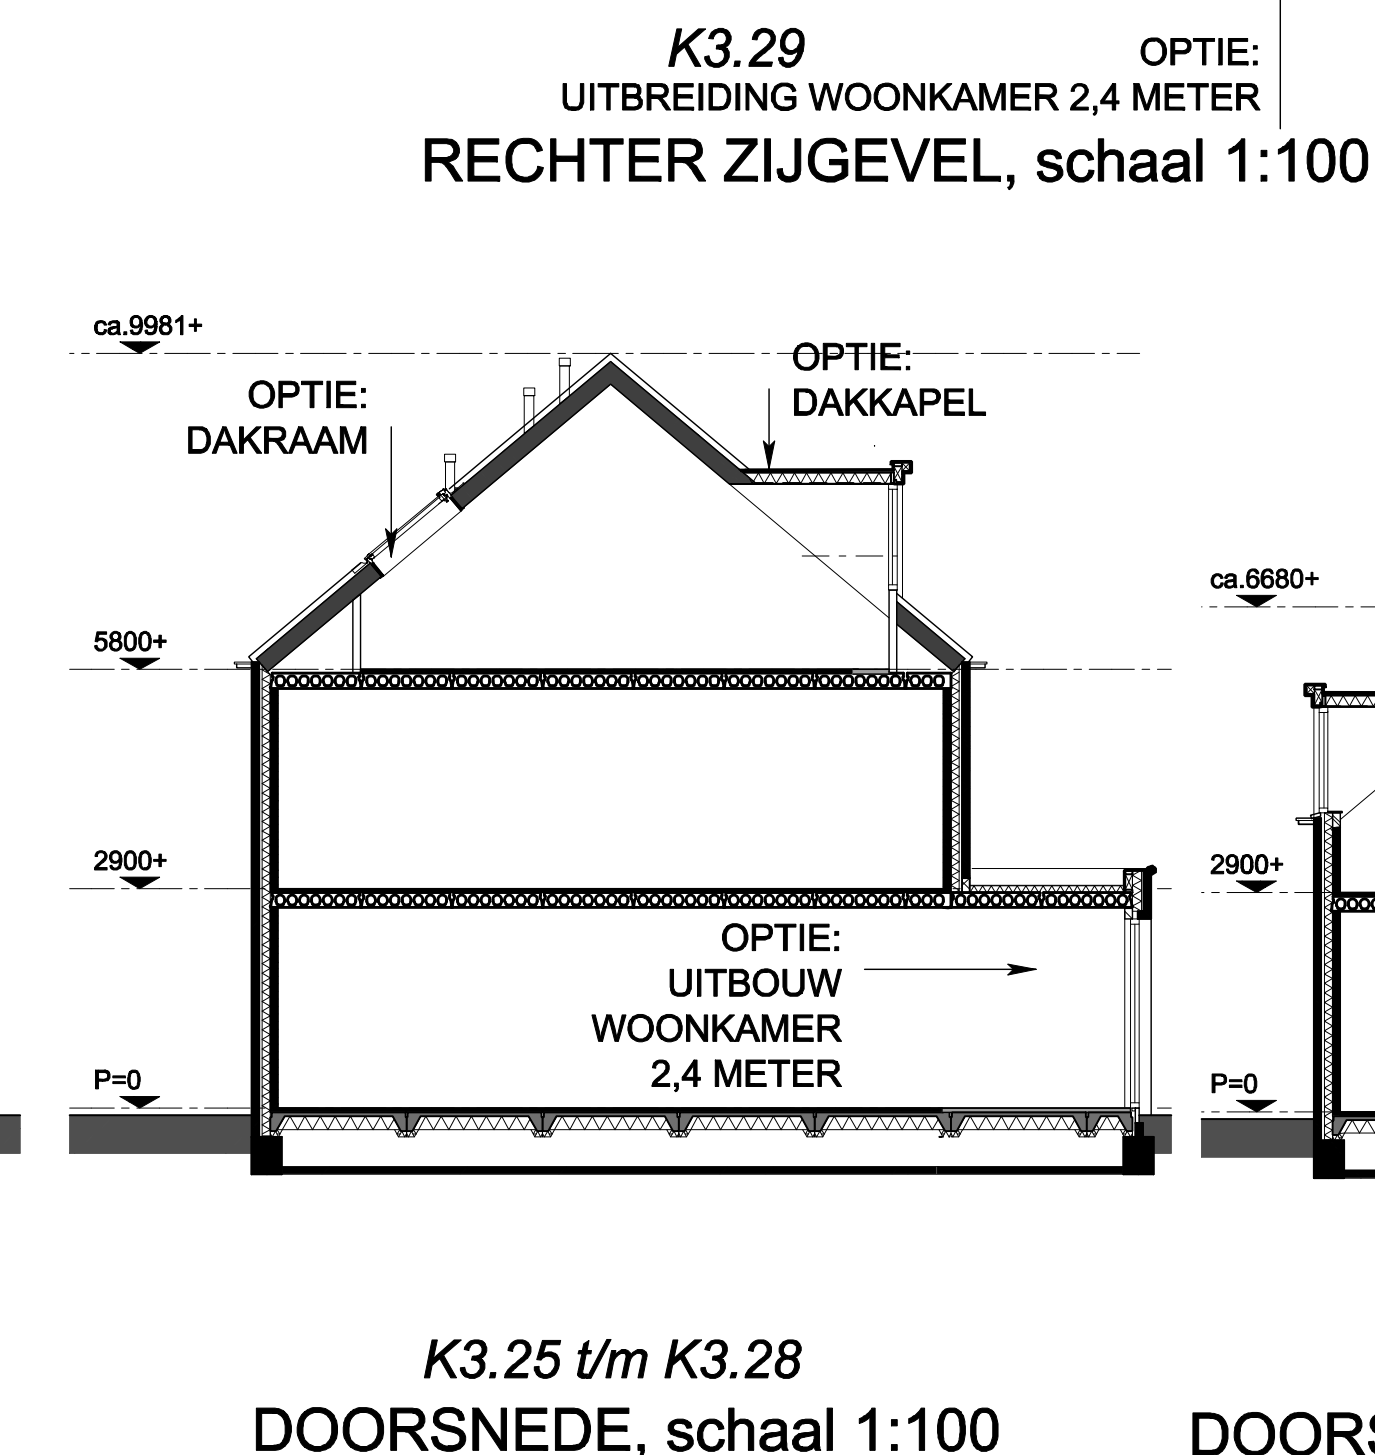 K3.29
OPTIE:
UITBREIDING WOONKAMER 2,4 METER
RECHTER ZIJGEVEL, schaal 1:100
ca.9981+
OPTIE:
DAKRAAM
OPTIE:
DAKKAPEL
5800+
2900+
OPTIE:
UITBOUW
WOONKAMER
2,4 METER
P=0
K3.25 t/m K3.28
DOORSNEDE, schaal 1:100
ca.6680+
2900+
P=0
DOORS